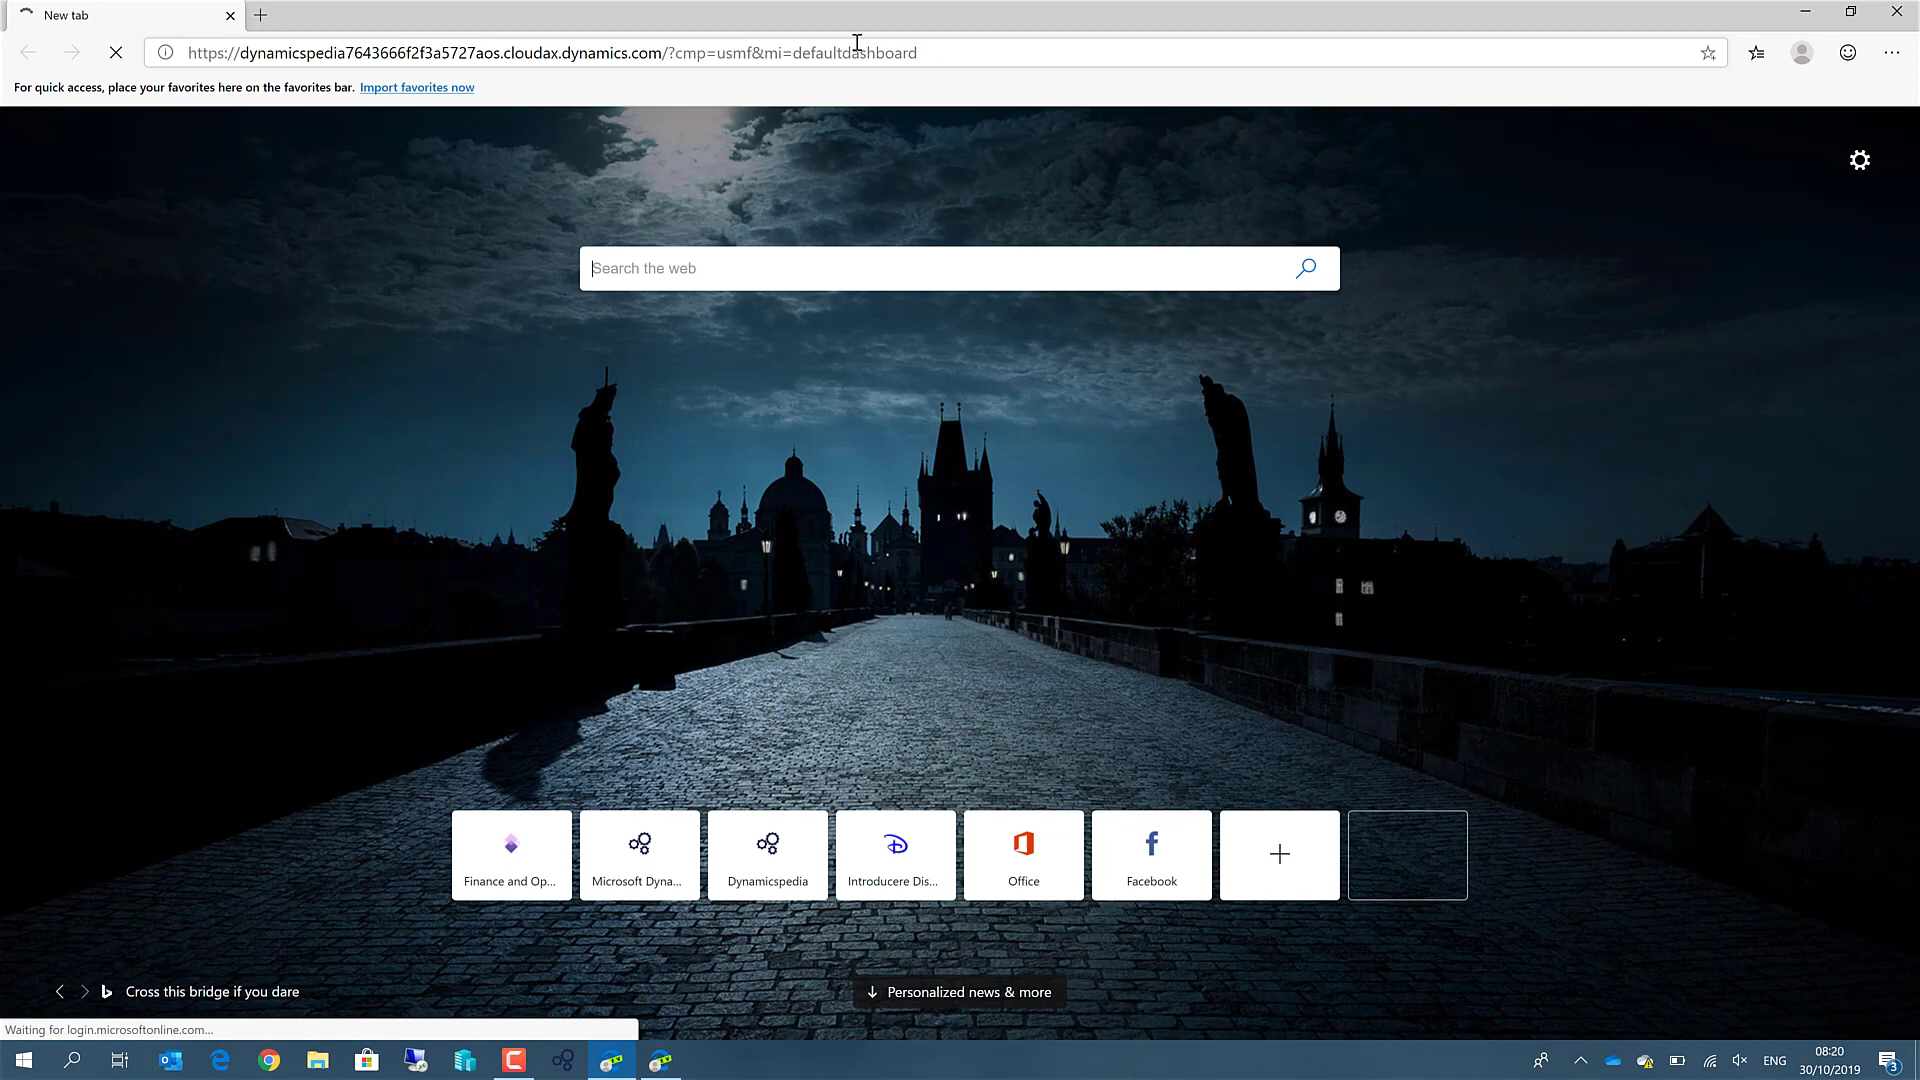 New tab
https://dynamicspedia7643666f2f3a5727aos.cloudax.dynamics.com/?cmp=usmf&mi=defaultdashboard
For quick access, place your favorites here on the favorites bar. Import favorites now
Search the web
Finance and Op...
Microsoft Dyna...
Dynamicspedia
Introducere Dis...
Office
Facebook
Cross this bridge if you dare
Personalized news & more
Waiting for login.microsoftonline.com...
ENG
08:20
30/10/2019
3